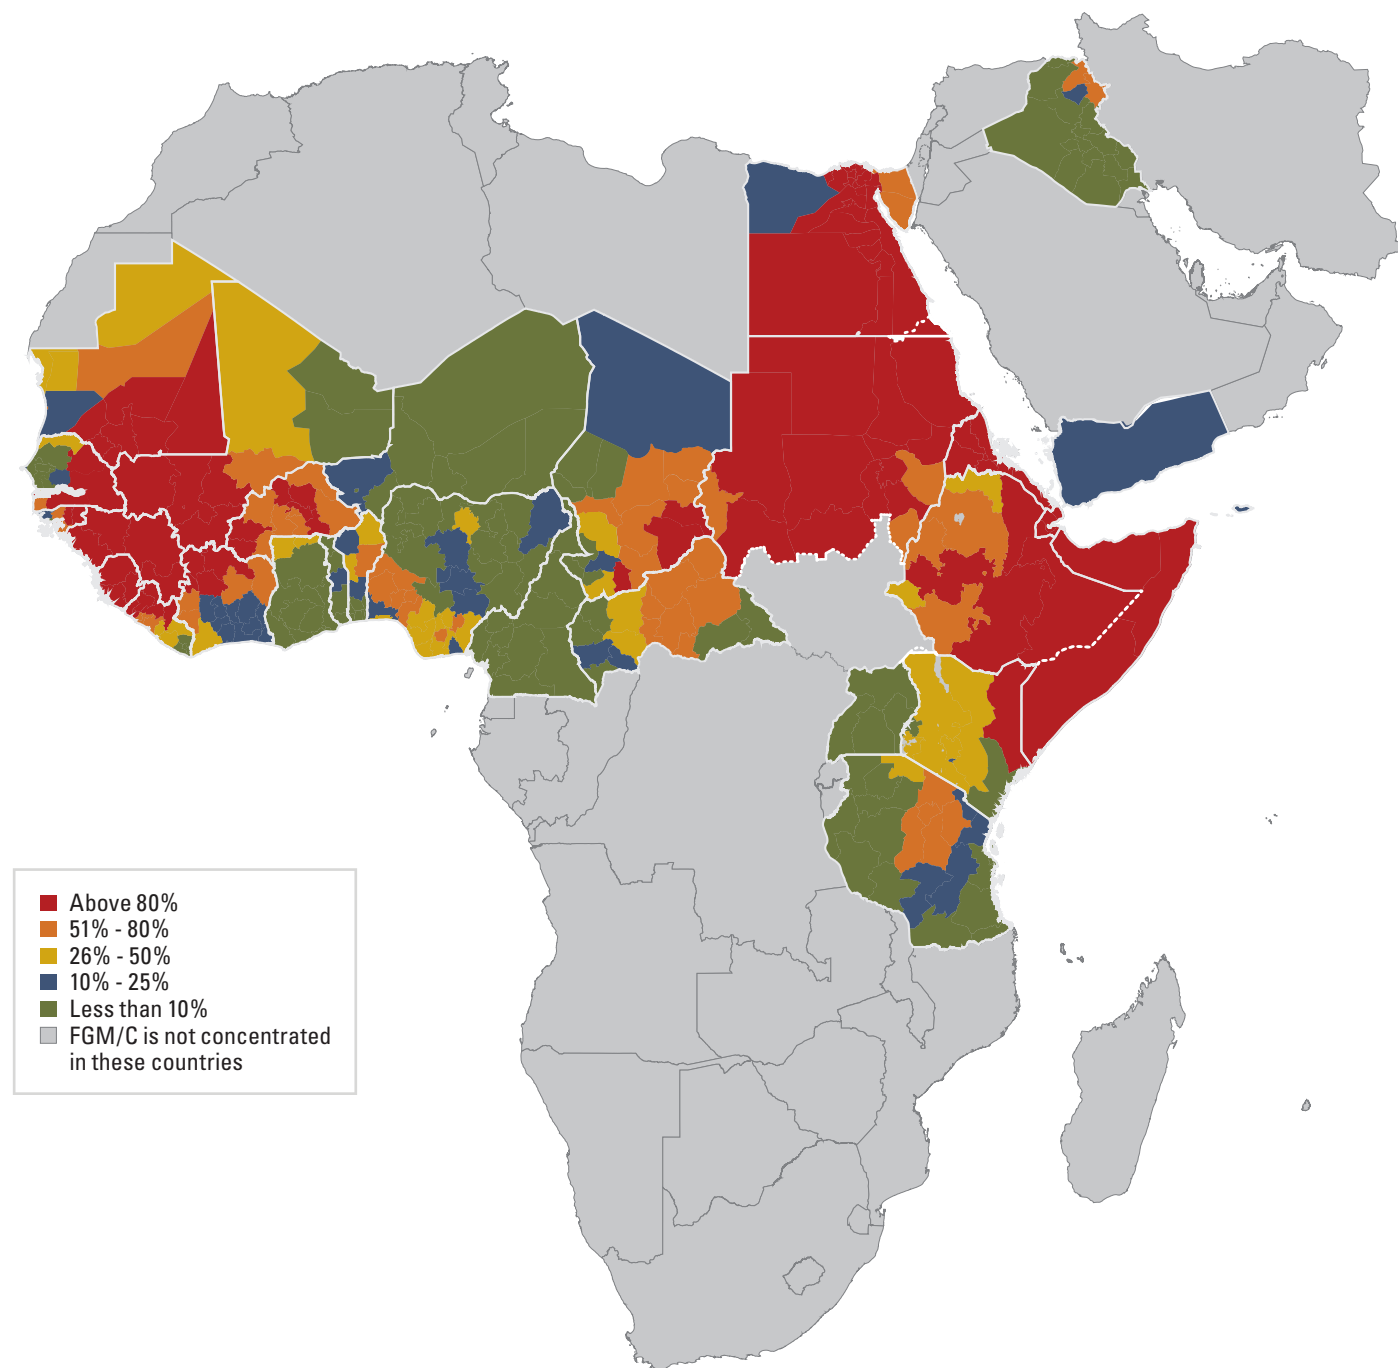 Above 80%
51% - 80%
26% - 50%
10% - 25%
Less than 10%
FGM/C is not concentrated
in these countries